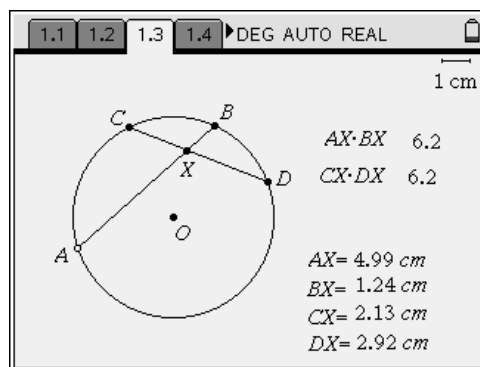 1.1 1.2 1.3 1.4 DEG AUTO REAL
1 cm
C
B
X
D
A
O
AX·BX 6.2
CX·DX 6.2
AX= 4.99 cm
BX= 1.24 cm
CX= 2.13 cm
DX= 2.92 cm